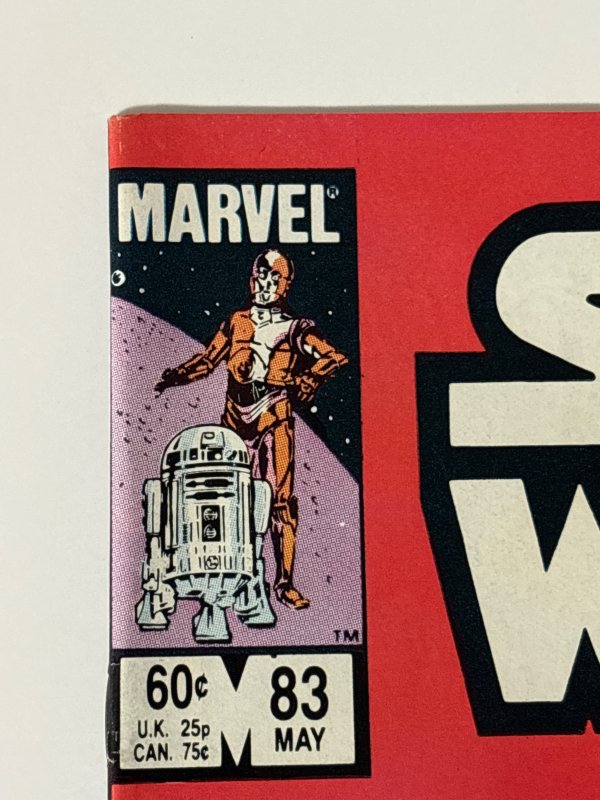 MARVEL®
S
W
TM
60¢ M 83
U.K. 25p MAY
CAN. 75¢